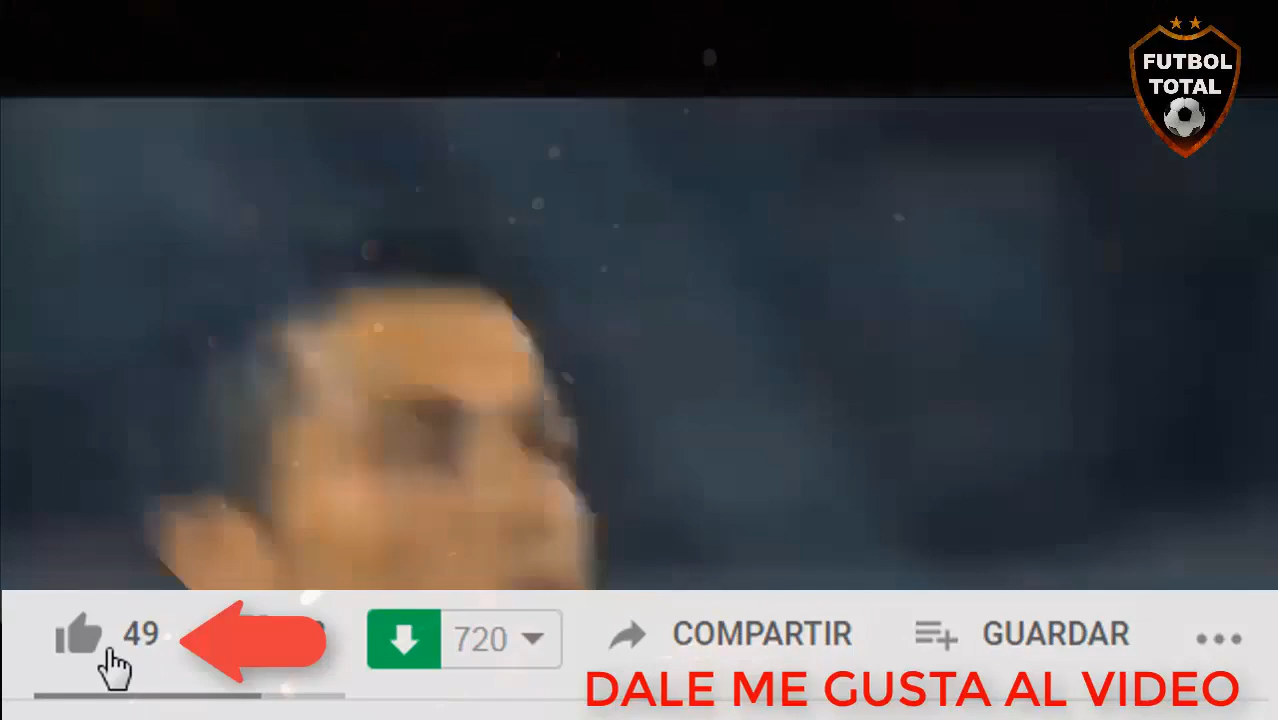 FUTBOL
TOTAL
49
720
COMPARTIR
GUARDAR
DALE ME GUSTA AL VIDEO